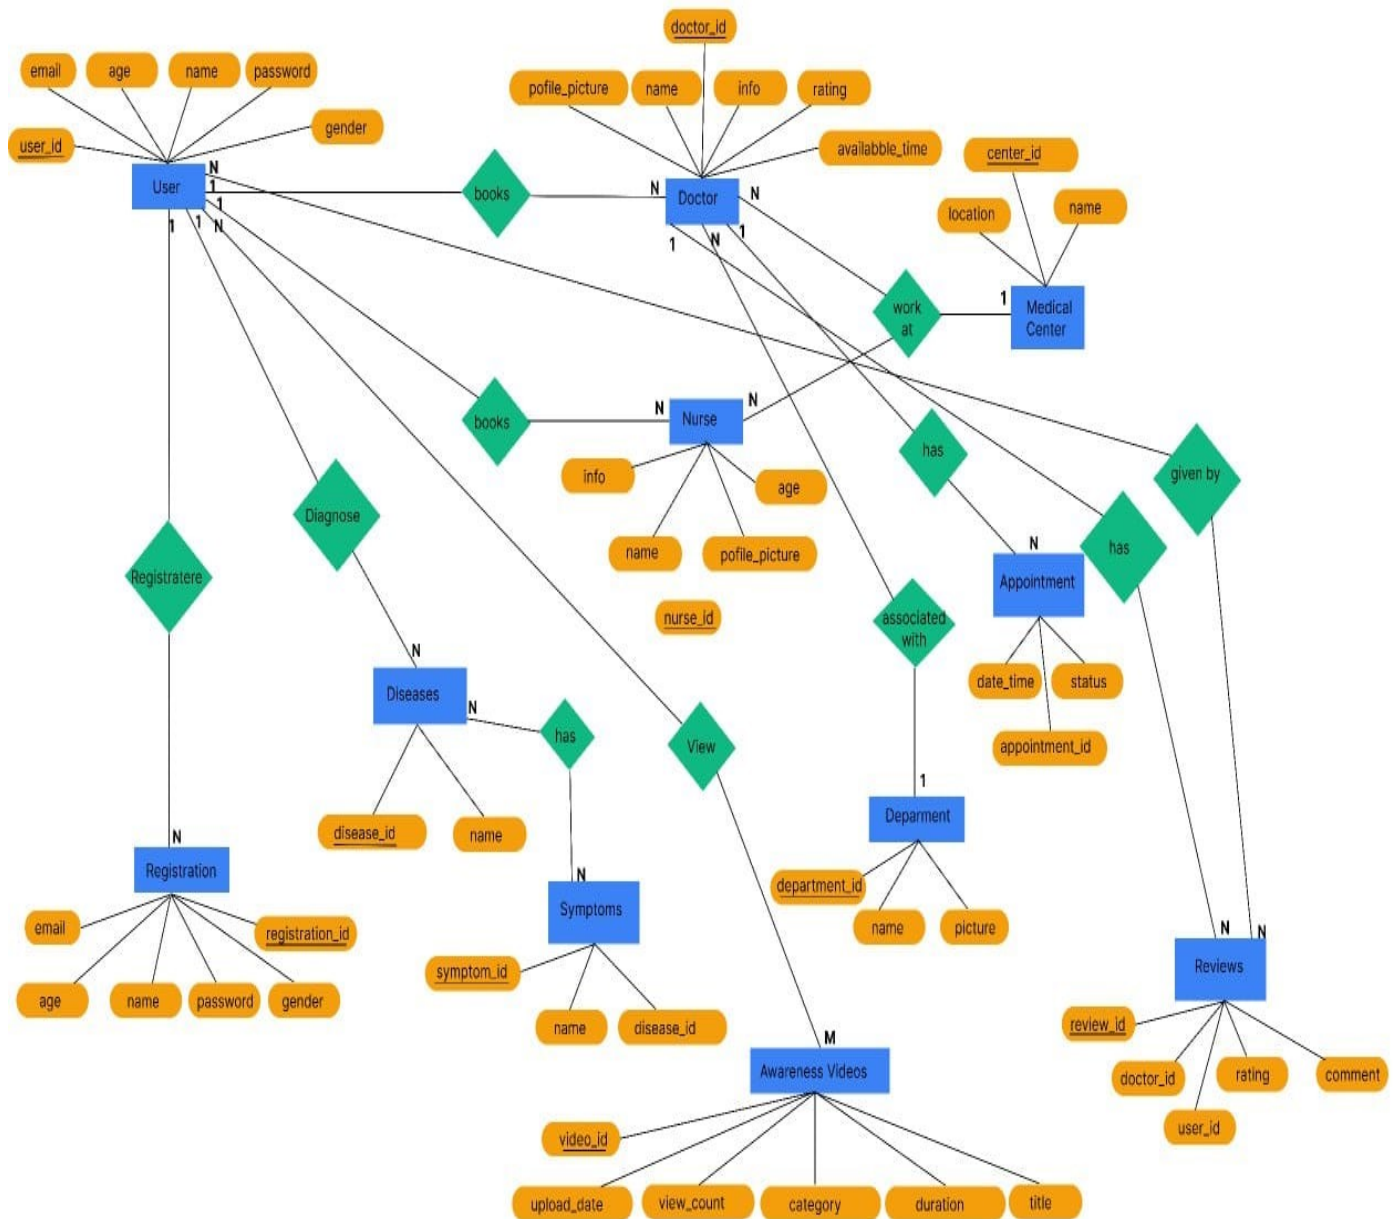 doctor_id
email
age
name
password
pofile_picture
name
info
rating
gender
user_id
availabble_time
center_id
N
User
1
books
N
Doctor
N
location
name
1
1
1
N
1
N
1
1
work
at
1
Medical
Center
books
N
Nurse
N
has
given by
info
age
Diagnose
name
pofile_picture
N
has
Registratere
Appointment
nurse_id
associated
with
N
date_time
status
Diseases
N
has
View
appointment_id
1
disease_id
name
Deparment
N
Registration
N
department_id
Symptoms
email
registration_id
name
picture
N
N
symptom_id
Reviews
age
name
password
gender
name
disease_id
review_id
M
Awareness Videos
doctor_id
rating
comment
user_id
video_id
upload_date
view_count
category
duration
title